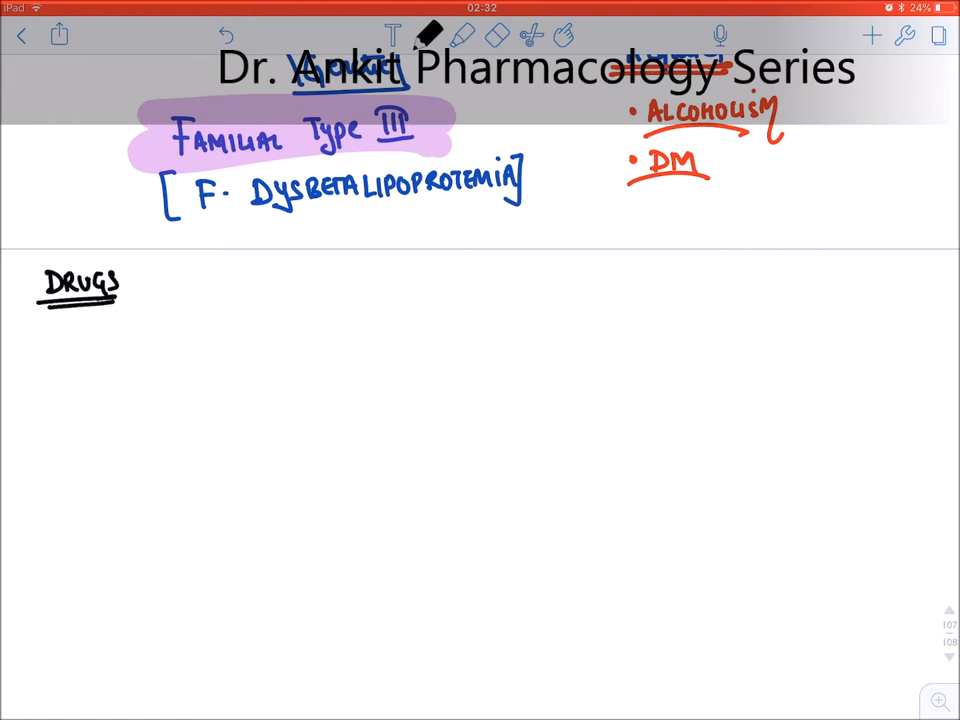 iPad 02:32 24%
Dr. Ankit Pharmacology Series
FAMILIAL Type III
[F. DYSBETALIPOPROTEMIA]
• ALCOHOLISM
• DM
DRUGS
107
108